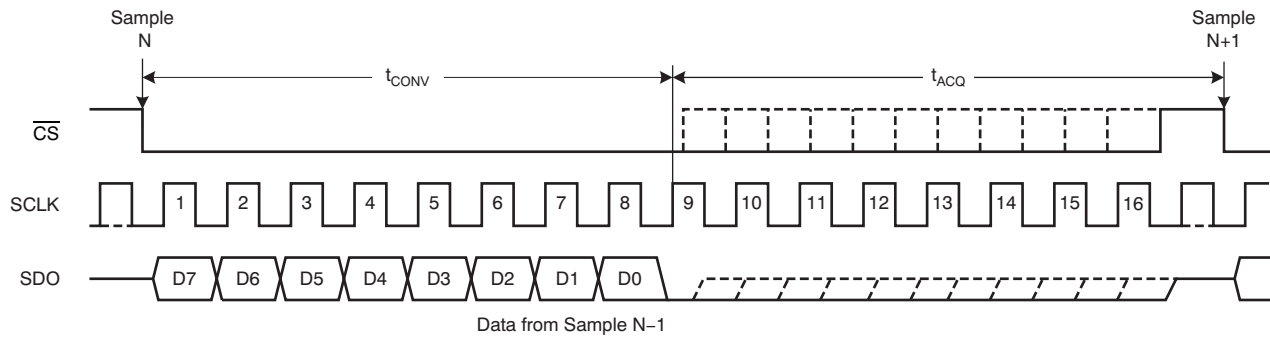 Sample
N
Sample
N+1
tCONV
tACQ
CS
SCLK
1 2 3 4 5 6 7 8 9 10 11 12 13 14 15 16
SDO
D7 D6 D5 D4 D3 D2 D1 D0
Data from Sample N−1